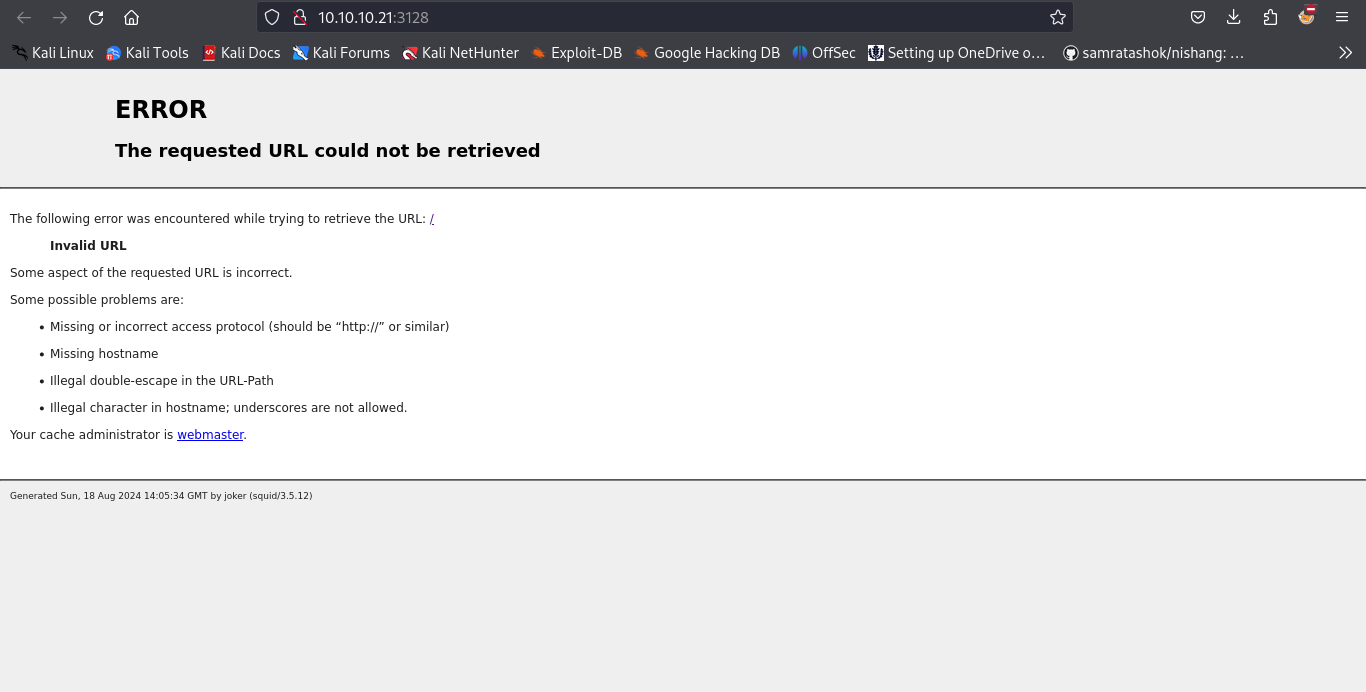 10.10.10.21:3128
Kali Linux Kali Tools Kali Docs Kali Forums Kali NetHunter Exploit-DB Google Hacking DB OffSec Setting up OneDrive o... samratashok/nishang: ...
ERROR
The requested URL could not be retrieved
The following error was encountered while trying to retrieve the URL: /
Invalid URL
Some aspect of the requested URL is incorrect.
Some possible problems are:
• Missing or incorrect access protocol (should be “http://” or similar)
• Missing hostname
• Illegal double-escape in the URL-Path
• Illegal character in hostname; underscores are not allowed.
Your cache administrator is webmaster.
Generated Sun, 18 Aug 2024 14:05:34 GMT by joker (squid/3.5.12)